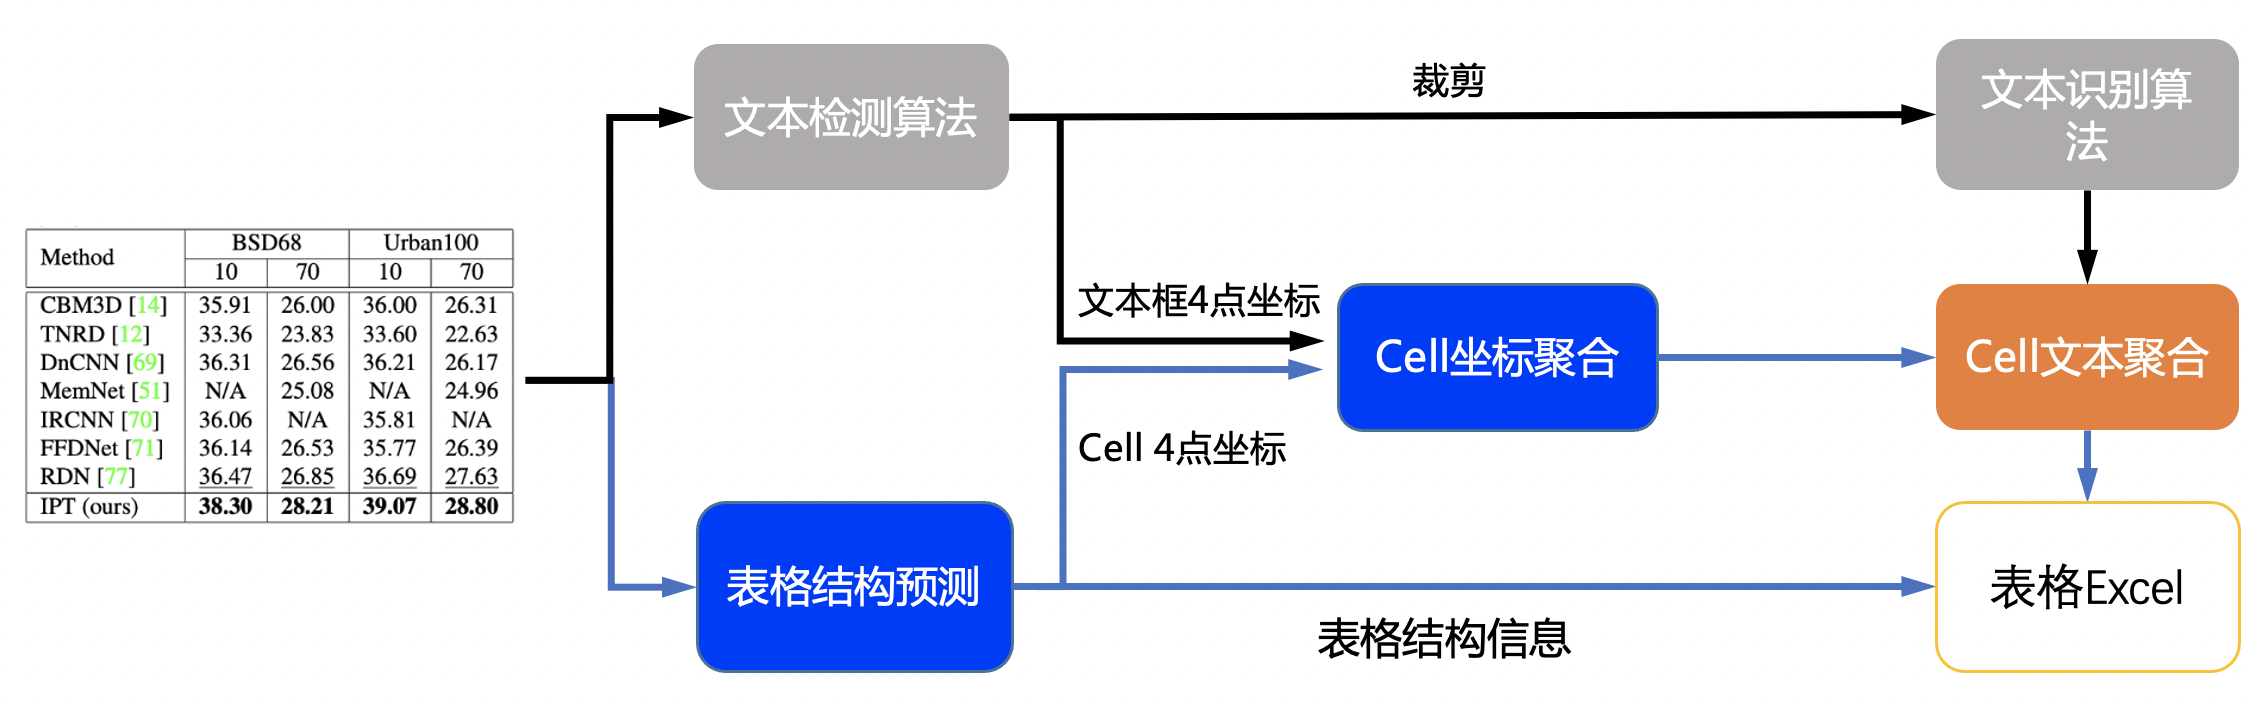 文本检测算法
裁剪
文本识别算
法
Method BSD68 Urban100
10 70 10 70
CBM3D [14] 35.91 26.00 36.00 26.31
TNRD [12] 33.36 23.83 33.60 22.63
DnCNN [69] 36.31 26.56 36.21 26.17
MemNet [51] N/A 25.08 N/A 24.96
IRCNN [70] 36.06 N/A 35.81 N/A
FFDNet [71] 36.14 26.53 35.77 26.39
RDN [77] 36.47 26.85 36.69 27.63
IPT (ours) 38.30 28.21 39.07 28.80
文本框4点坐标
Cell坐标聚合
Cell文本聚合
Cell 4点坐标
表格结构预测
表格结构信息
表格Excel